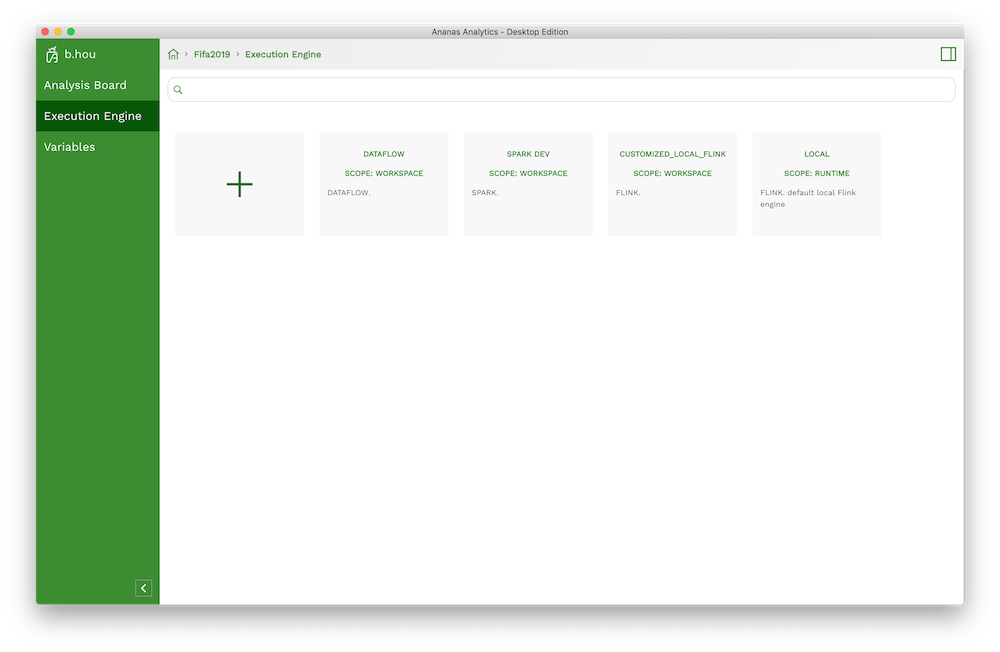 Ananas Analytics - Desktop Edition
b.hou
Fifa2019 › Execution Engine
Analysis Board
Execution Engine
Variables
DATAFLOW
SCOPE: WORKSPACE
DATAFLOW.
SPARK DEV
SCOPE: WORKSPACE
SPARK.
CUSTOMIZED_LOCAL_FLINK
SCOPE: WORKSPACE
FLINK.
LOCAL
SCOPE: RUNTIME
FLINK. default local Flink
engine